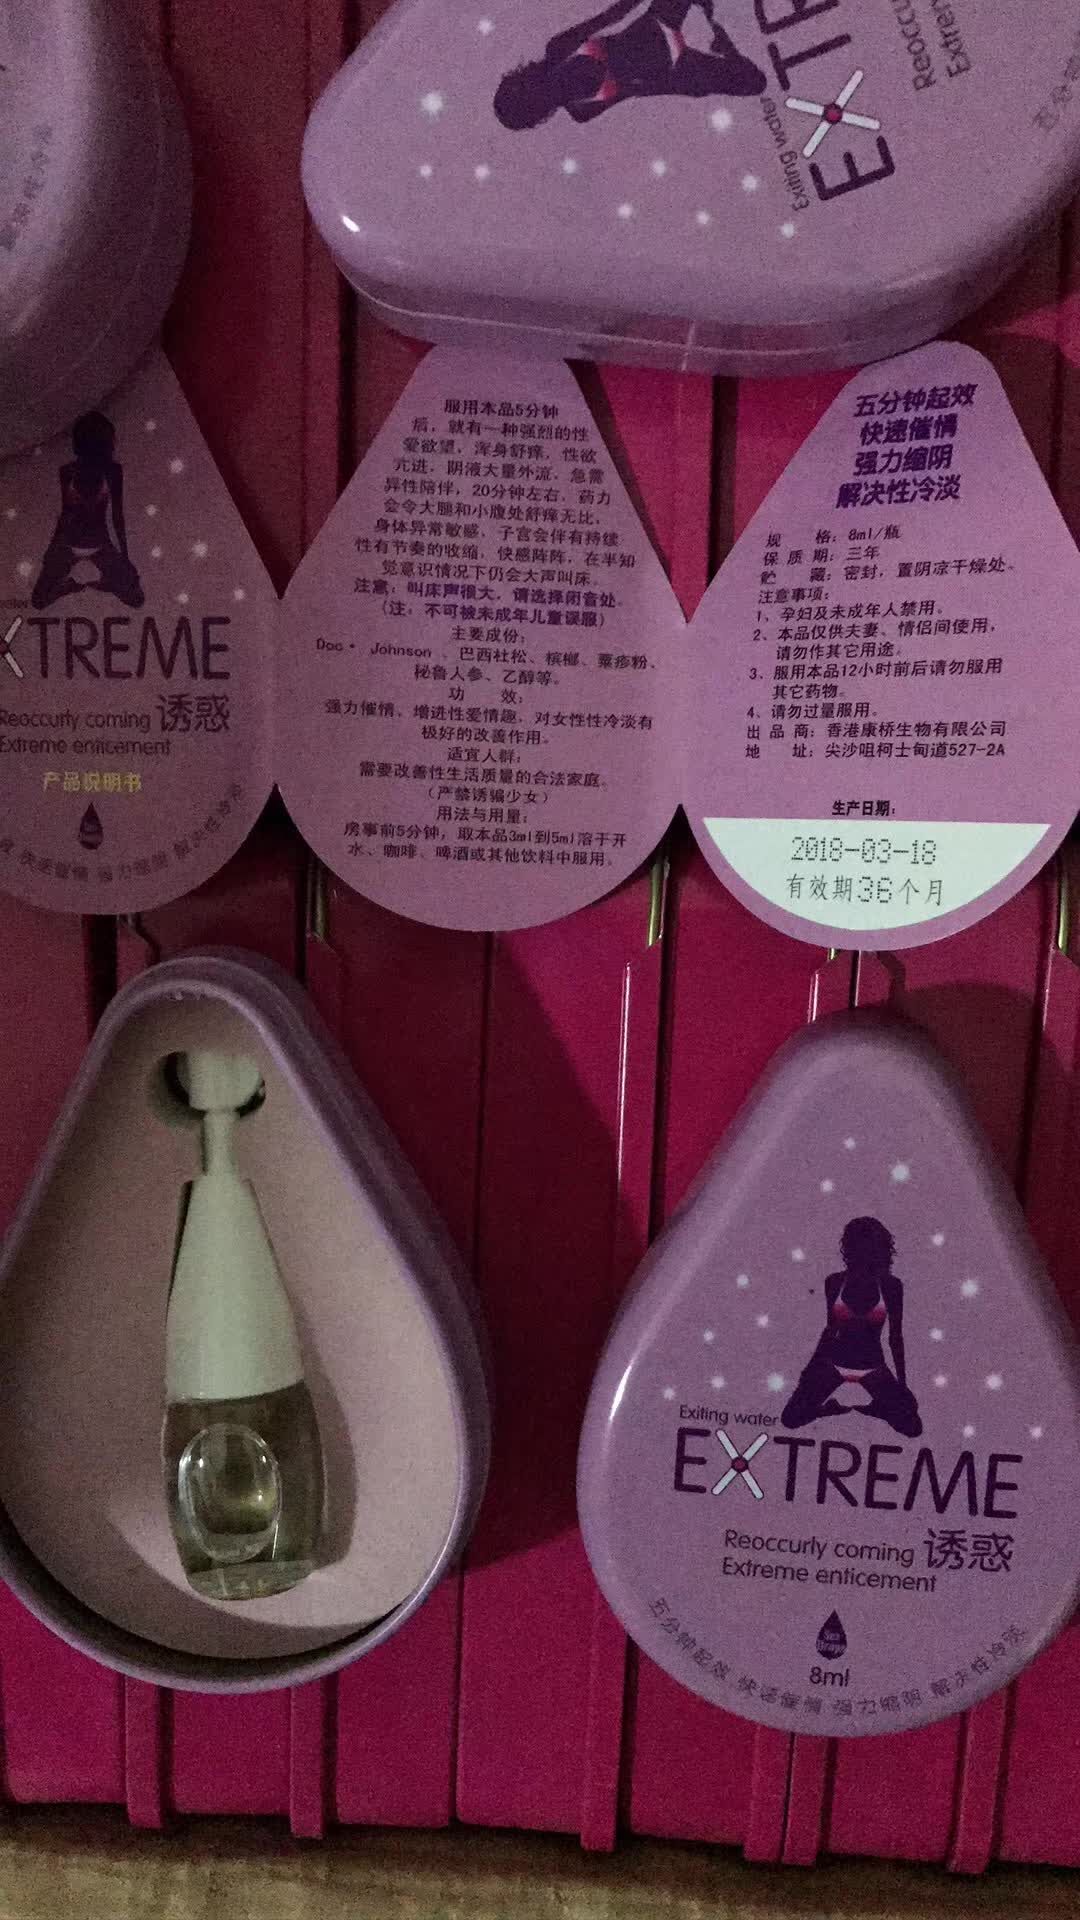 EXTRE
Exiting water
Reoccu
Extrem
XTREME
Reoccurly coming 诱惑
Extreme enticement
产品说明书
服用本品5分钟
后，就有一种强烈的性
爱欲望，浑身舒痒，性欲
亢进，阴液大量外流，急需
异性陪伴，20分钟左右，药力
会令大腿和小腹处舒痒无比，
身体异常敏感，子宫会伴有持续
性有节奏的收缩，快感阵阵，在半知
觉意识情况下仍会大声叫床。
注意：叫床声很大，请选择闭音处。
（注：不可被未成年儿童误服）
主要成份：
Doc· Johnson 、巴西社松、槟榔、粟疹粉、
秘鲁人参、乙醇等。
功 效：
强力催情、增进性爱情趣，对女性性冷淡有
极好的改善作用。
适宜人群：
需要改善性生活质量的合法家庭。
（严禁诱骗少女）
用法与用量：
房事前5分钟，取本品3ml到5ml溶于开
水、咖啡、啤酒或其他饮料中服用。
五分钟起效
快速催情
强力缩阴
解决性冷淡
规 格：8ml/瓶
保 质 期：三年
贮 藏：密封，置阴凉干燥处。
注意事项：
1、孕妇及未成年人禁用。
2、本品仅供夫妻、情侣间使用，
请勿作其它用途。
3、服用本品12小时前后请勿服用
其它药物。
4、请勿过量服用。
出 品 商：香港康桥生物有限公司
地 址：尖沙咀柯士甸道527-2A
生产日期：
2018-03-18
有效期36个月
Exiting water
EXTREME
Reoccurly coming 诱惑
Extreme enticement
8ml
五分钟起效 快速催情 强力缩阴 解决性冷淡